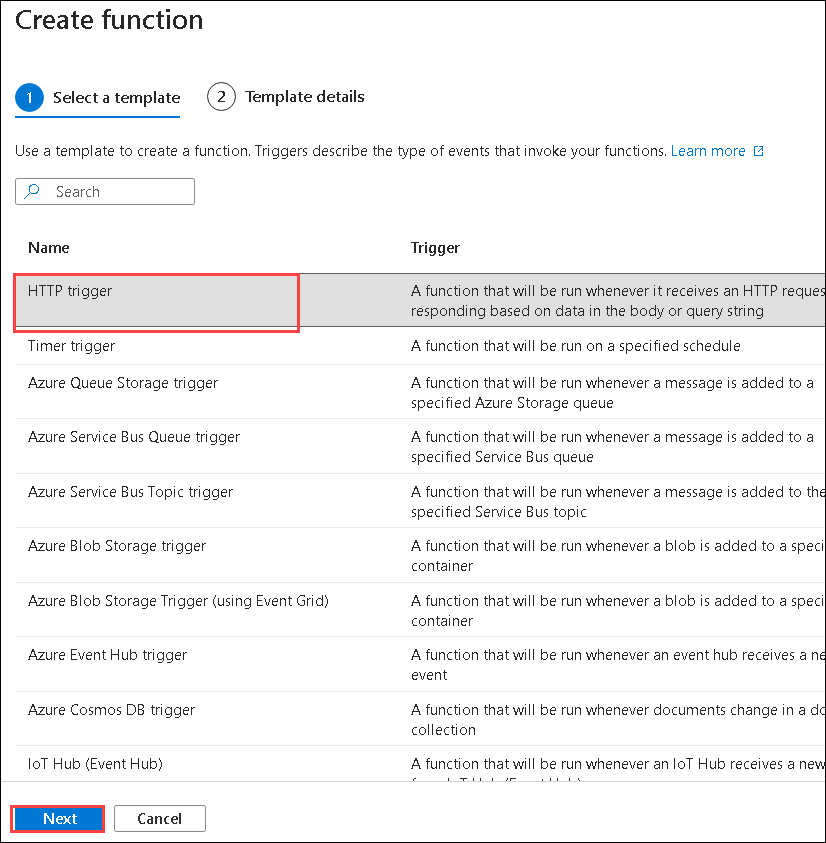 Create function
1 Select a template 2 Template details
Use a template to create a function. Triggers describe the type of events that invoke your functions. Learn more
Search
Name Trigger
HTTP trigger A function that will be run whenever it receives an HTTP
responding based on data in the body or query string
Timer trigger A function that will be run on a specified schedule
Azure Queue Storage trigger A function that will be run whenever a message is added to a
specified Azure Storage queue
Azure Service Bus Queue trigger A function that will be run whenever a message is added to a
specified Service Bus queue
Azure Service Bus Topic trigger A function that will be run whenever a message is added to the
specified Service Bus topic
Azure Blob Storage trigger A function that will be run whenever a blob is added to a
container
Azure Blob Storage Trigger (using Event Grid) A function that will be run whenever a blob is added to a
container
Azure Event Hub trigger A function that will be run whenever an event hub receives a
event
Azure Cosmos DB trigger A function that will be run whenever documents change in a
collection
IoT Hub (Event Hub) A function that will be run whenever an IoT Hub receives a new
Next Cancel